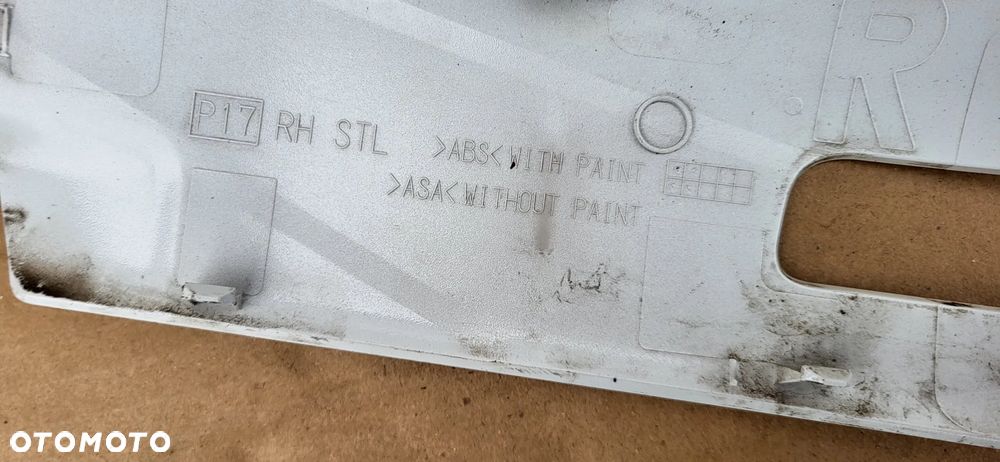 R
P17 RH STL
>ABS< WITH PAINT
>ASA< WITHOUT PAINT
OTOMOTO